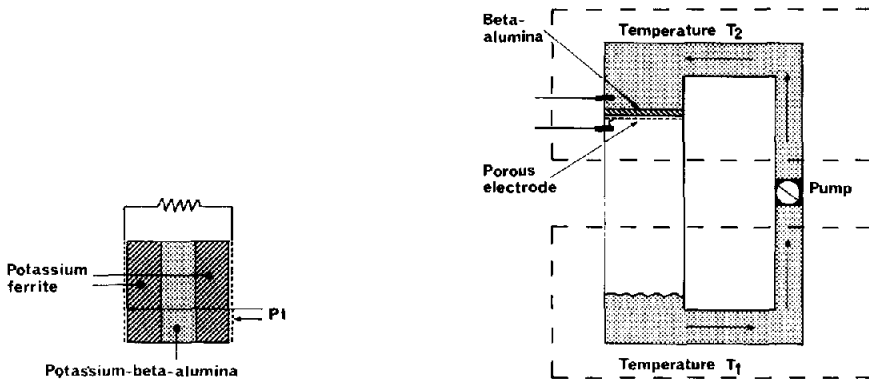 Potassium
ferrite
Pt
Potassium-beta-alumina
Beta-
alumina
Temperature T2
Porous
electrode
Pump
Temperature T1